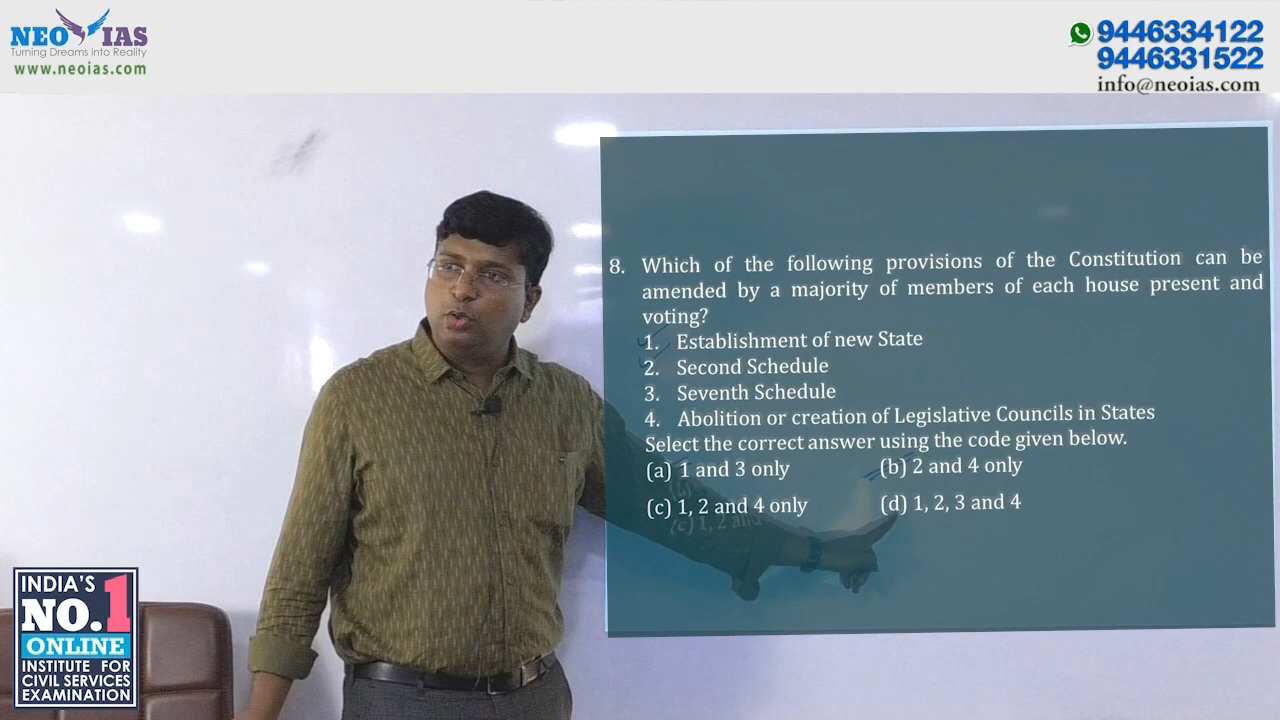 NEO IAS
Turning Dreams into Reality
www.neoias.com
9446334122
9446331522
info@neoias.com
8. Which of the following provisions of the Constitution can be
amended by a majority of members of each house present and
voting?
1. Establishment of new State
2. Second Schedule
3. Seventh Schedule
4. Abolition or creation of Legislative Councils in States
Select the correct answer using the code given below.
(a) 1 and 3 only (b) 2 and 4 only
(c) 1, 2 and 4 only (d) 1, 2, 3 and 4
INDIA'S
NO.1
ONLINE
INSTITUTE FOR
CIVIL SERVICES
EXAMINATION